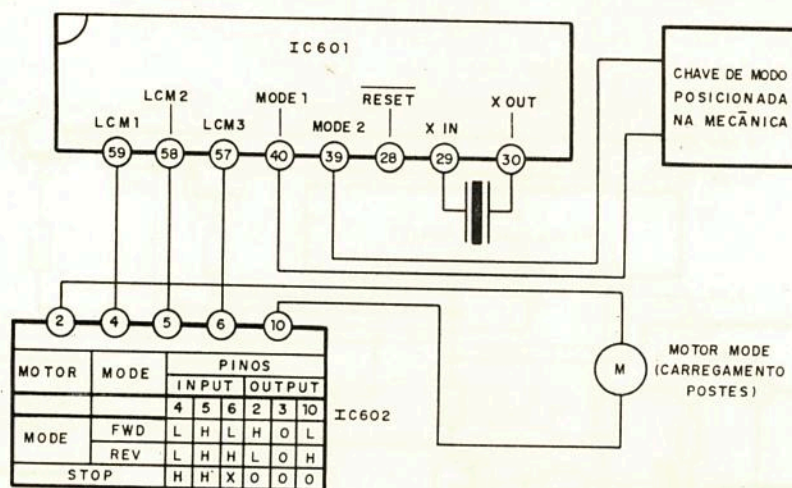 IC601
LCM1
LCM2
LCM3
MODE 1
MODE 2
RESET
X IN
X OUT
59
58
57
40
39
28
29
30
CHAVE DE MODO
POSICIONADA
NA MECĀNICA
2
4
5
6
10
MOTOR MODE
(CARREGAMENTO
POSTES)
M
IC602
MOTOR MODE PINOS
INPUT OUTPUT
4 5 6 2 3 10
MODE FWD L H L H O L
REV L H H L O H
STOP H H X O O O